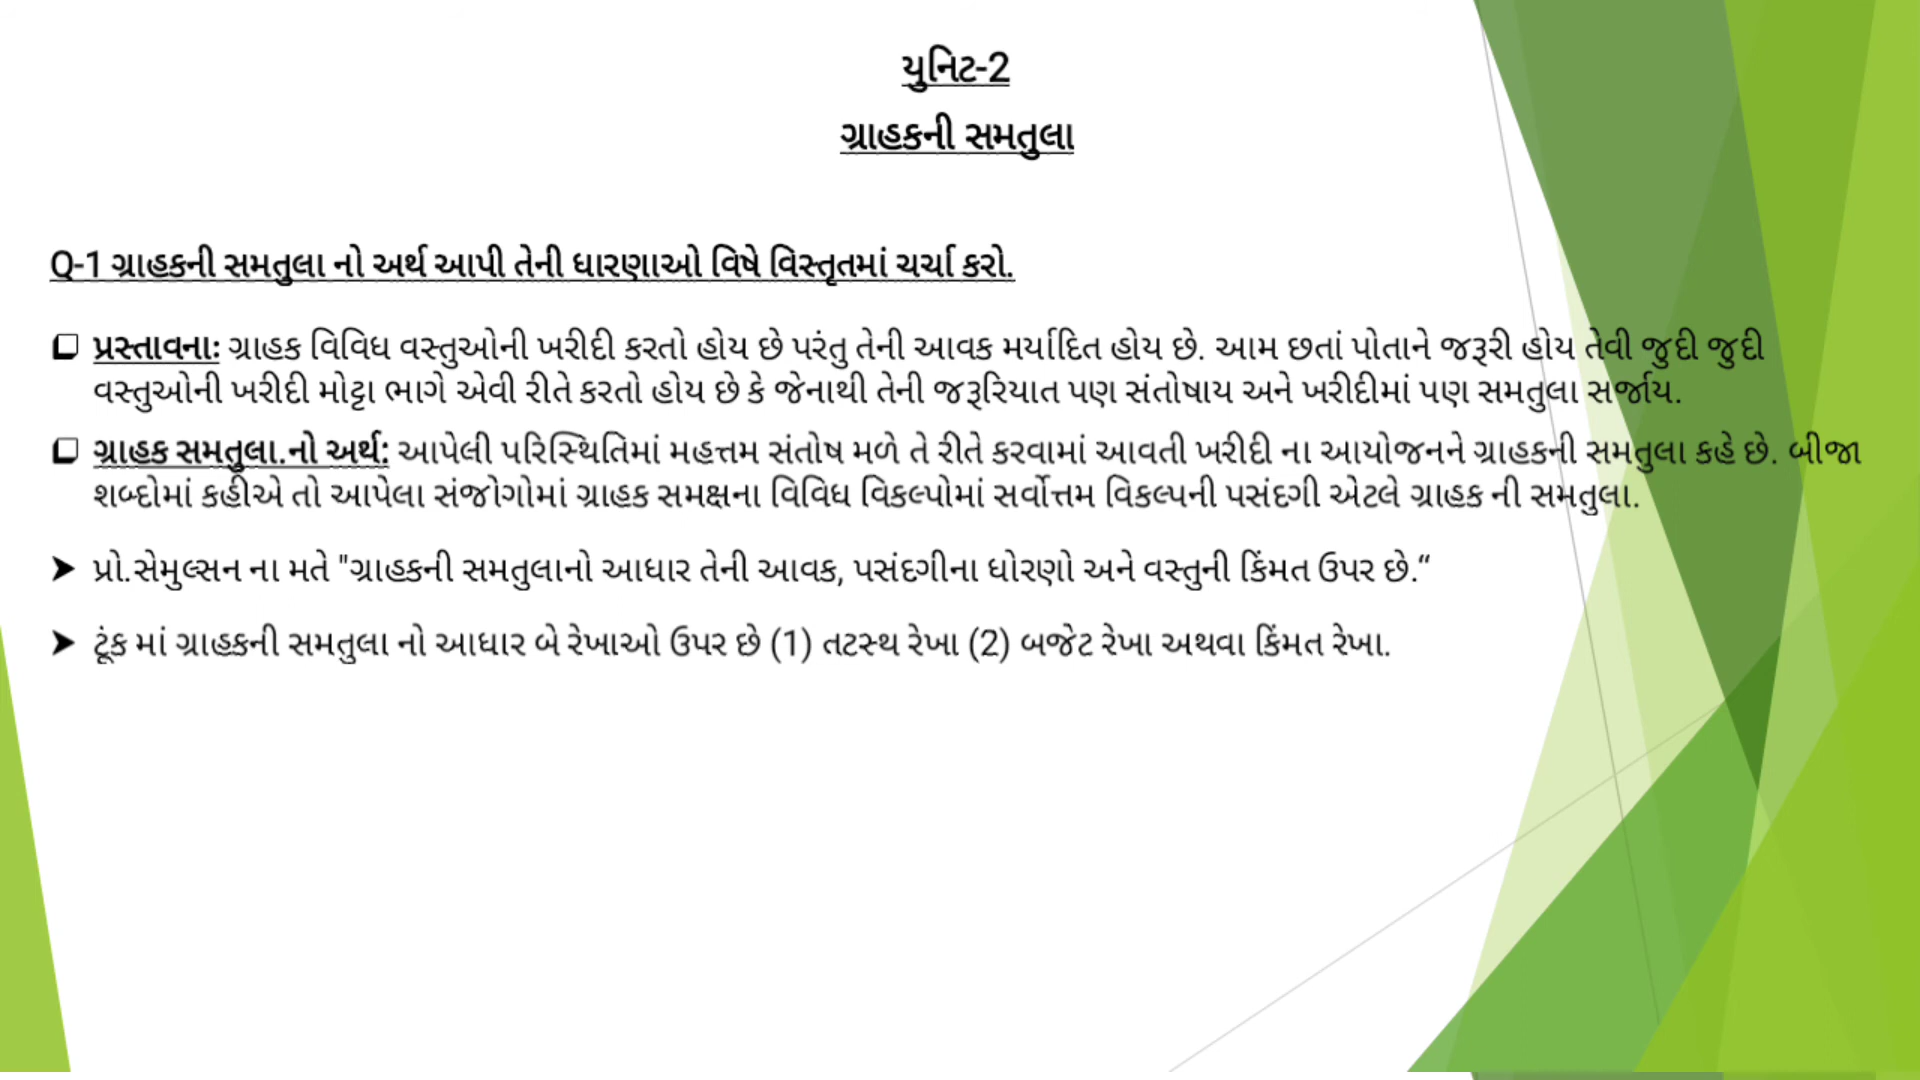 યુનિટ-2
ગ્રાહકની સમતુલા
Q-1 ગ્રાહકની સમતુલા નો અર્થ આપી તેની ધારણાઓ વિષે વિસ્તૃતમાં ચર્ચા કરો.
પ્રસ્તાવના: ગ્રાહક વિવિધ વસ્તુઓની ખરીદી કરતો હોય છે પરંતુ તેની આવક મર્યાદિત હોય છે. આમ છતાં પોતાને જરૂરી હોય તેવી જુદી જુદી
વસ્તુઓની ખરીદી મોટ્ટા ભાગે એવી રીતે કરતો હોય છે કે જેનાથી તેની જરૂરિયાત પણ સંતોષાય અને ખરીદીમાં પણ સમતુલા સર્જાય.
ગ્રાહક સમતુલા.નો અર્થ: આપેલી પરિસ્થિતિમાં મહત્તમ સંતોષ મળે તે રીતે કરવામાં આવતી ખરીદી ના આયોજનને ગ્રાહકની સમતુલા કહે છે. બીજા
શબ્દોમાં કહીએ તો આપેલા સંજોગોમાં ગ્રાહક સમક્ષના વિવિધ વિકલ્પોમાં સર્વોત્તમ વિકલ્પની પસંદગી એટલે ગ્રાહક ની સમતુલા.
પ્રો.સેમુલ્સન ના મતે "ગ્રાહકની સમતુલાનો આધાર તેની આવક, પસંદગીના ધોરણો અને વસ્તુની કિંમત ઉપર છે.“
ટૂંક માં ગ્રાહકની સમતુલા નો આધાર બે રેખાઓ ઉપર છે (1) તટસ્થ રેખા (2) બજેટ રેખા અથવા કિંમત રેખા.